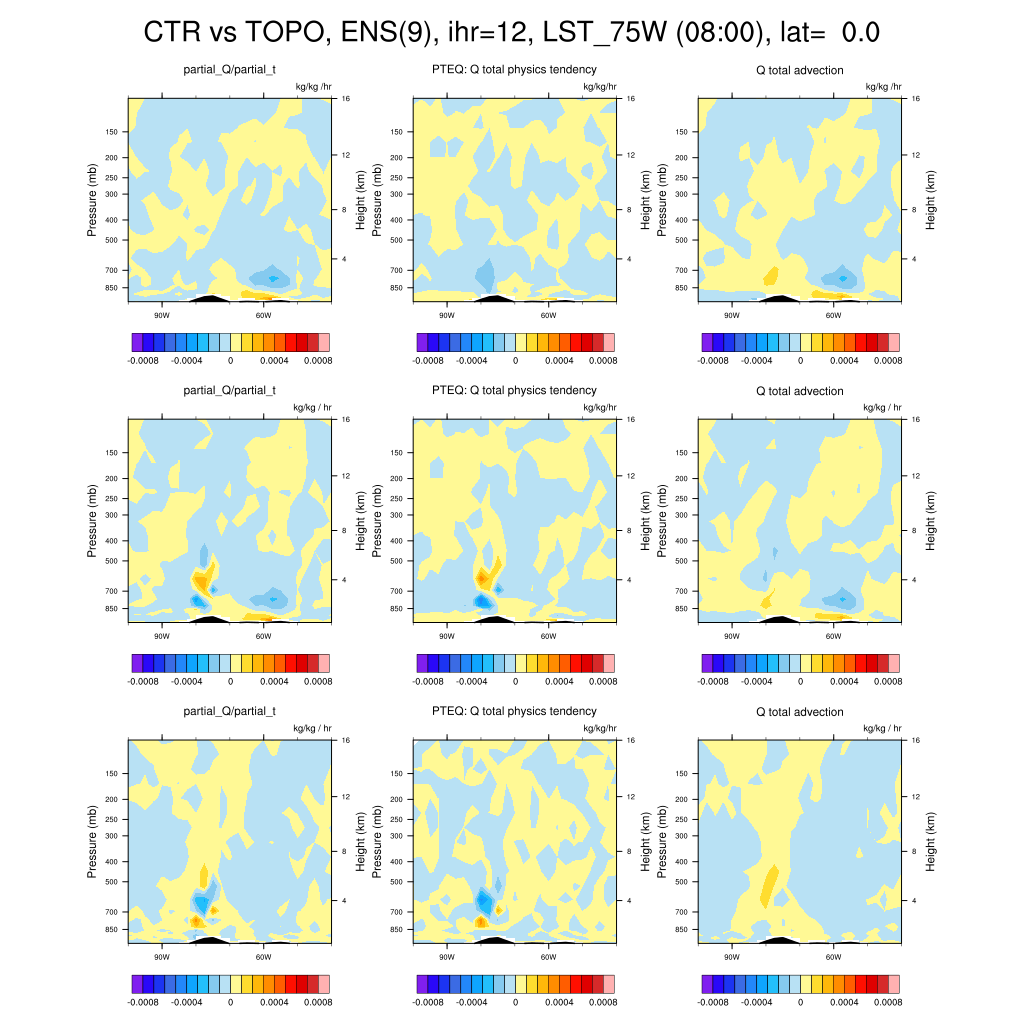 CTR vs TOPO, ENS(9), ihr=12, LST_75W (08:00), lat=  0.0
partial_Q/partial_t PTEQ: Q total physics tendency Q total advection
kg/kg /hr kg/kg/hr kg/kg /hr
16 16 16
150 150 150
12 12 12
200 200 200
250 250 250
300 300 300
8 8 8
400 400 400
500 500 500
4 4 4
700 700 700
850 850 850
Pressure (mb) Height (km) Pressure (mb) Height (km) Pressure (mb) Height (km)
90W 60W 90W 60W 90W 60W
-0.0008 -0.0004 0 0.0004 0.0008 -0.0008 -0.0004 0 0.0004 0.0008 -0.0008 -0.0004 0 0.0004 0.0008
partial_Q/partial_t PTEQ: Q total physics tendency Q total advection
kg/kg / hr kg/kg/hr kg/kg / hr
16 16 16
150 150 150
12 12 12
200 200 200
250 250 250
300 300 300
8 8 8
400 400 400
500 500 500
4 4 4
700 700 700
850 850 850
Pressure (mb) Height (km) Pressure (mb) Height (km) Pressure (mb) Height (km)
90W 60W 90W 60W 90W 60W
-0.0008 -0.0004 0 0.0004 0.0008 -0.0008 -0.0004 0 0.0004 0.0008 -0.0008 -0.0004 0 0.0004 0.0008
partial_Q/partial_t PTEQ: Q total physics tendency Q total advection
kg/kg / hr kg/kg/hr kg/kg / hr
16 16 16
150 150 150
12 12 12
200 200 200
250 250 250
300 300 300
8 8 8
400 400 400
500 500 500
4 4 4
700 700 700
850 850 850
Pressure (mb) Height (km) Pressure (mb) Height (km) Pressure (mb) Height (km)
90W 60W 90W 60W 90W 60W
-0.0008 -0.0004 0 0.0004 0.0008 -0.0008 -0.0004 0 0.0004 0.0008 -0.0008 -0.0004 0 0.0004 0.0008